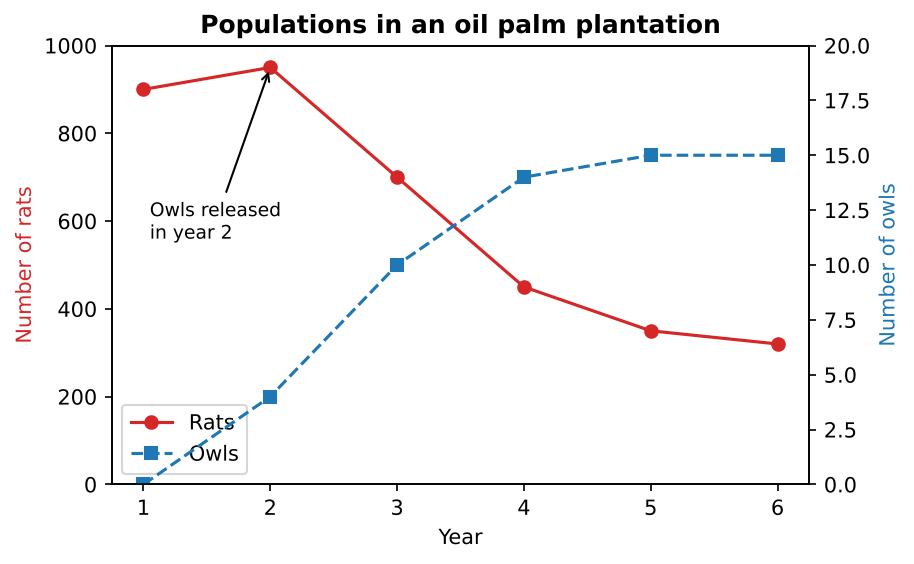 Populations in an oil palm plantation
Number of rats
1000
800
600
400
200
0
20.0
17.5
15.0
12.5
10.0
7.5
5.0
2.5
0.0
Number of owls
Owls released
in year 2
Rats
Owls
1 2 3 4 5 6
Year